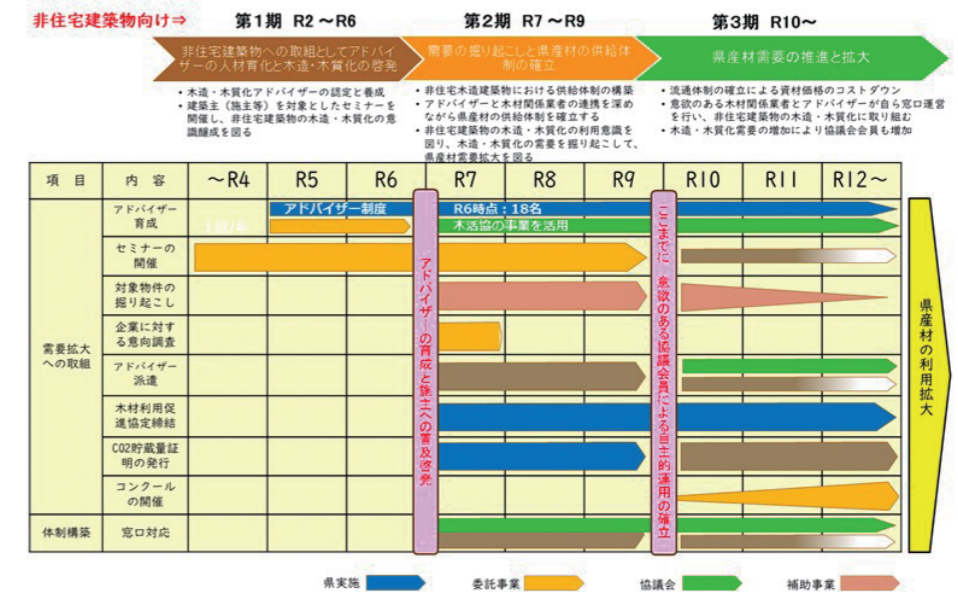 非住宅建築物向け⇒
第1期 R2～R6
第2期 R7～R9
第3期 R10～
非住宅建築物への取組としてアドバイ
ザーの人材育化と木造・木質化の啓発
需要の掘り起こしと県産材の供給体
制の確立
県産材需要の推進と拡大
・木造・木質化アドバイザーの認定と養成
・建築主（施主等）を対象としたセミナーを
開催し、非住宅建築物の木造・木質化の意
識醸成を図る
・非住宅木造建築物における供給体制の構築
・アドバイザーと木材関係業者の連携を深め
ながら県産材の供給体制を確立する
・非住宅建築物の木造・木質化の利用意識を
図り、木造・木質化の需要を掘り起こして、
県産材需要拡大を図る
・流通体制の確立による資材価格のコストダウン
・意欲のある木材関係業者とアドバイザーが自ら窓口運営
を行い、非住宅建築物の木造・木質化に取り組む
・木造・木質化需要の増加により協議会会員も増加
項 目
内 容
～R4
R5
R6
R7
R8
R9
R10
R11
R12～
需要拡大
への取組
アドバイザー
育成
アドバイザー制度
R6時点：18名
木活協の事業を活用
セミナーの
開催
対象物件の
掘り起こし
企業に対す
る意向調査
アドバイザー
派遣
木材利用促
進協定締結
CO2貯蔵量証
明の発行
コンクール
の開催
体制構築
窓口対応
アドバイザーの育成と施主への普及啓発
ここまでに 意欲のある協議会員による自主的運用の確立
県産材の利用拡大
県実施
委託事業
協議会
補助事業